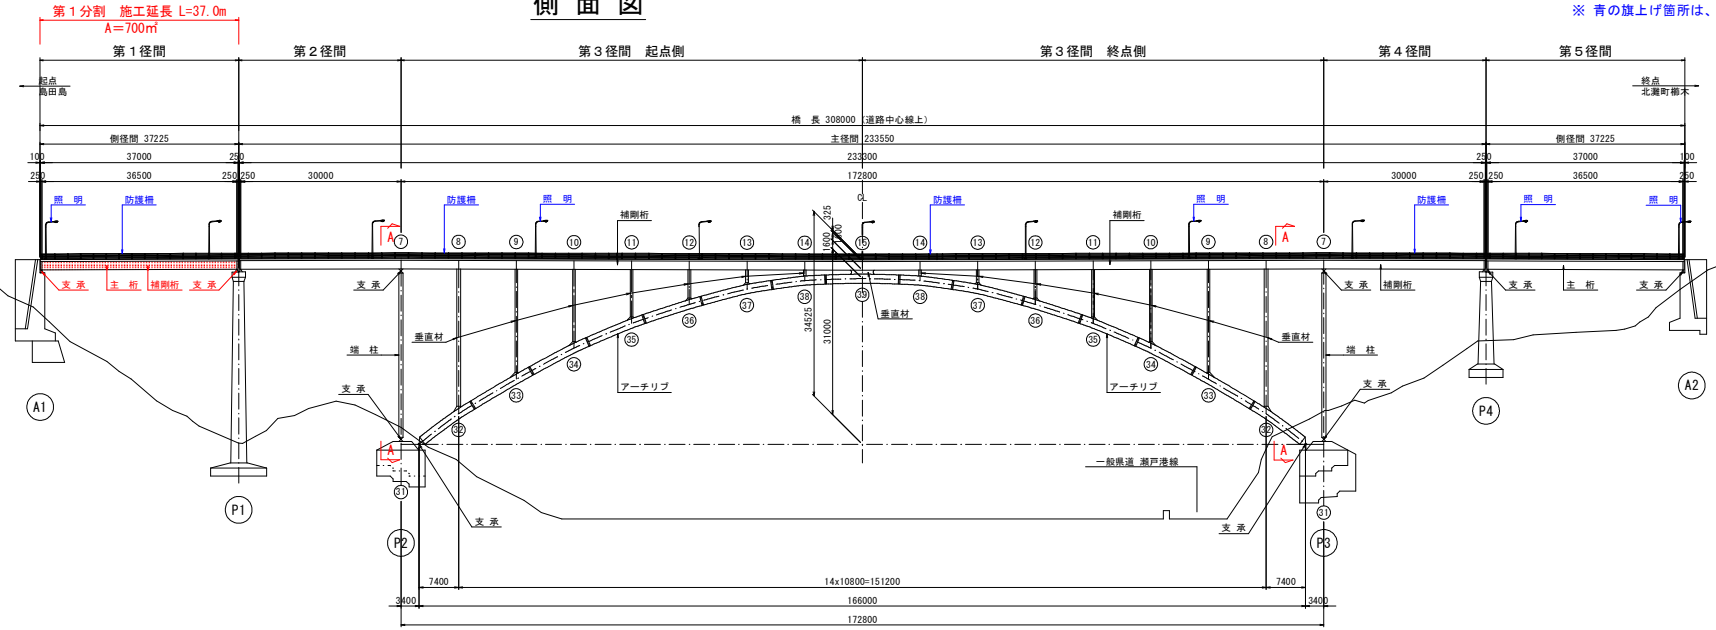 側 面 図
第１分割　施工延長 L=37.0m
A＝700㎡
※ 青の旗上げ箇所は、
第１径間
第２径間
第３径間　起点側
第３径間　終点側
第４径間
第５径間
起点
島田島
終点
北灘町櫛木
橋　長 308000 (道路中心線上)
側径間 37225
主径間 233550
側径間 37225
100
37000
250
233300
250
37000
100
250
36500
250
250
30000
172800
30000
250
250
36500
250
照　明
防護柵
防護柵
照　明
補剛桁
CL
防護柵
補剛桁
照　明
防護柵
照　明
照　明
325
1600
1600
A
A
⑦ ⑧ ⑨ ⑩ ⑪ ⑫ ⑬ ⑭ ⑮ ⑭ ⑬ ⑫ ⑪ ⑩ ⑨ ⑧ ⑦
支 承
主 桁
補剛桁
支 承
支 承
支 承
補剛桁
支 承
主 桁
支 承
㊴
㊳
㊳
㊲
㊲
㊱
㊱
㉟
㉟
㉞
㉞
㉝
㉝
㉜
㉜
34525
31000
垂直材
垂直材
垂直材
端　柱
端　柱
アーチリブ
アーチリブ
支 承
支 承
A1
A2
P4
A
A
一般県道 瀬戸港線
㉛
㉛
P1
支 承
支 承
P2
P3
7400
14x10800=151200
7400
3400
166000
3400
172800